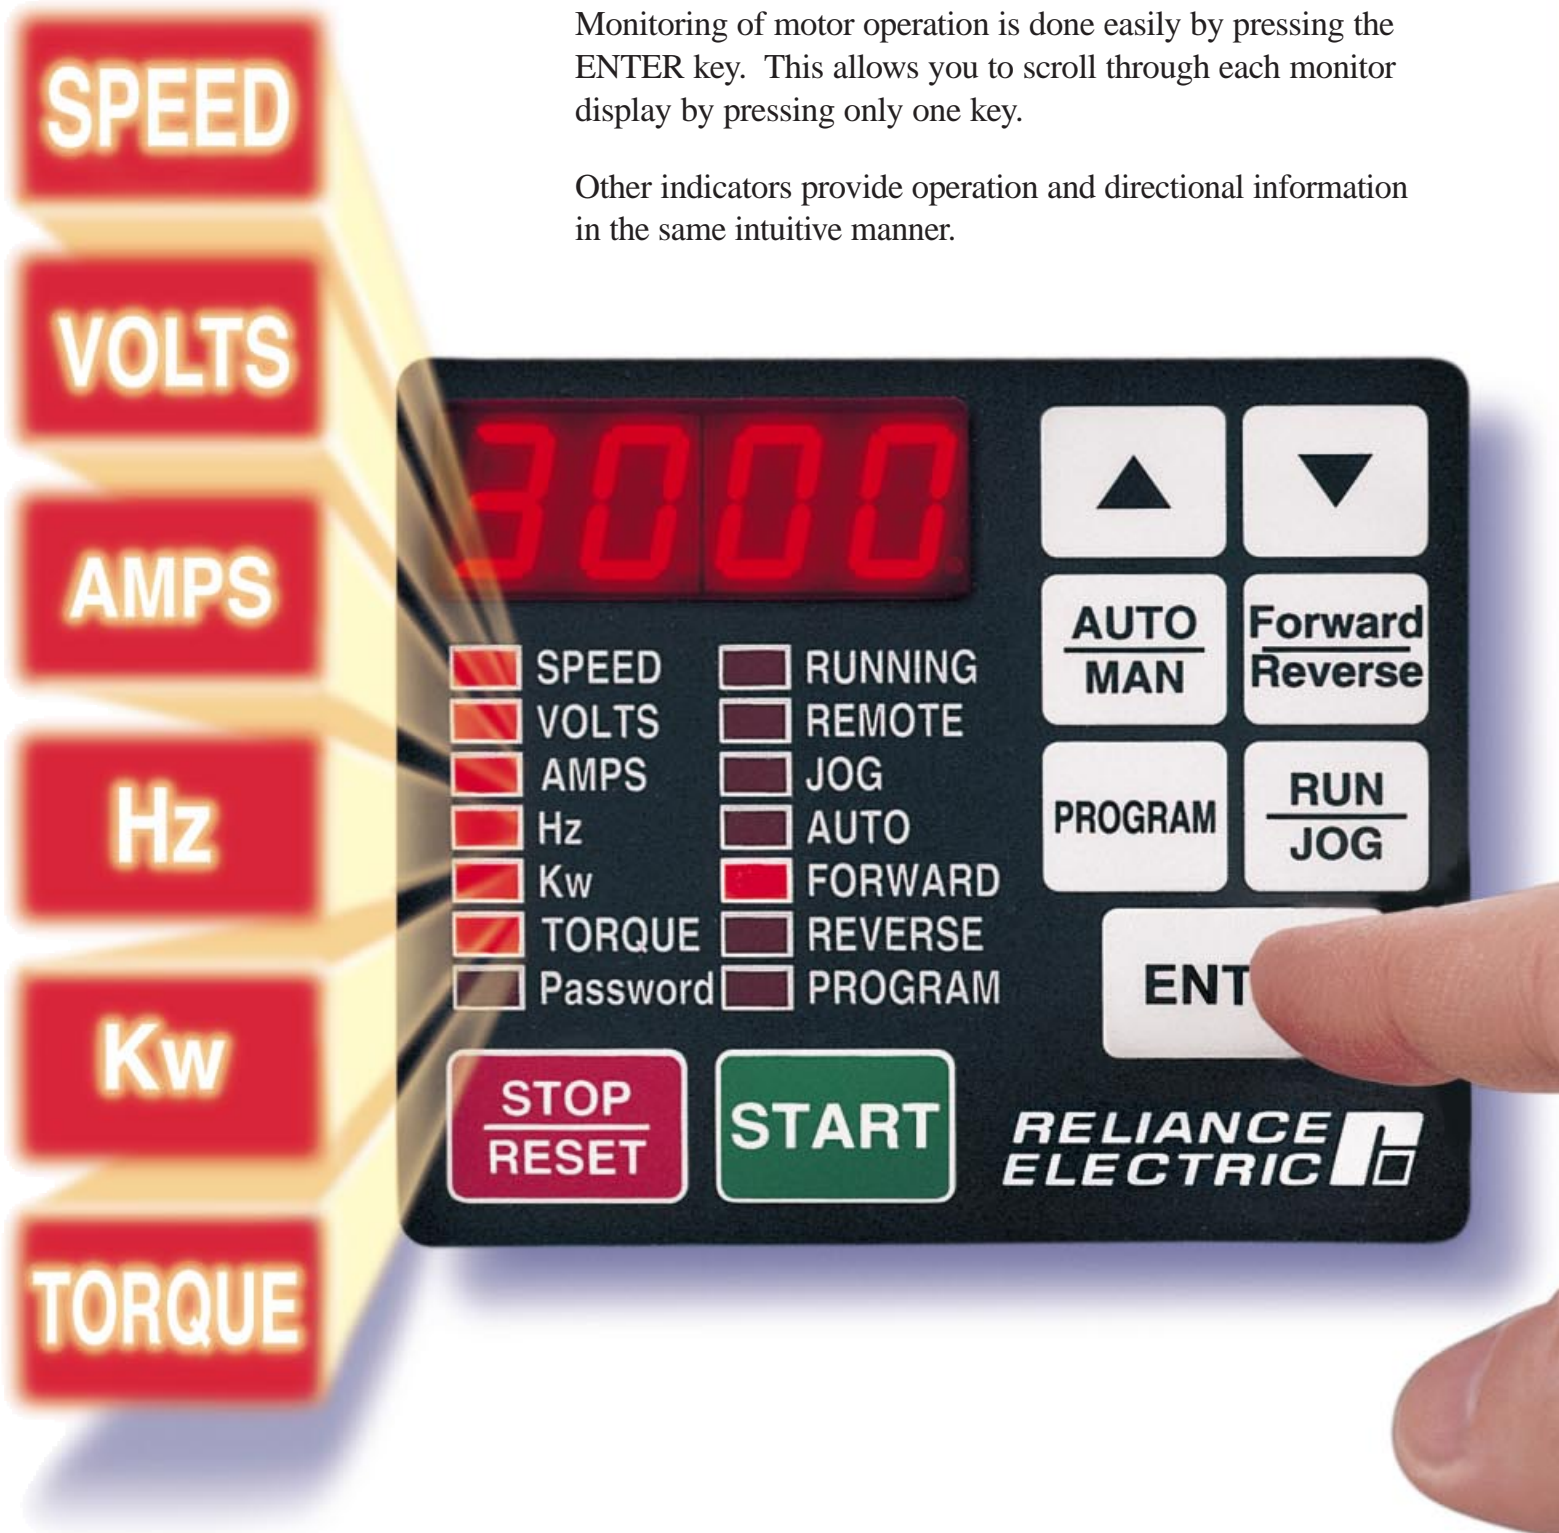 Monitoring of motor operation is done easily by pressing the
ENTER key. This allows you to scroll through each monitor
display by pressing only one key.
Other indicators provide operation and directional information
in the same intuitive manner.
SPEED
VOLTS
AMPS
Hz
Kw
TORQUE
3000
SPEED
VOLTS
AMPS
Hz
Kw
TORQUE
Password
RUNNING
REMOTE
JOG
AUTO
FORWARD
REVERSE
PROGRAM
AUTO
MAN
Forward
Reverse
PROGRAM
RUN
JOG
ENT
STOP
RESET
START
RELIANCE
ELECTRIC